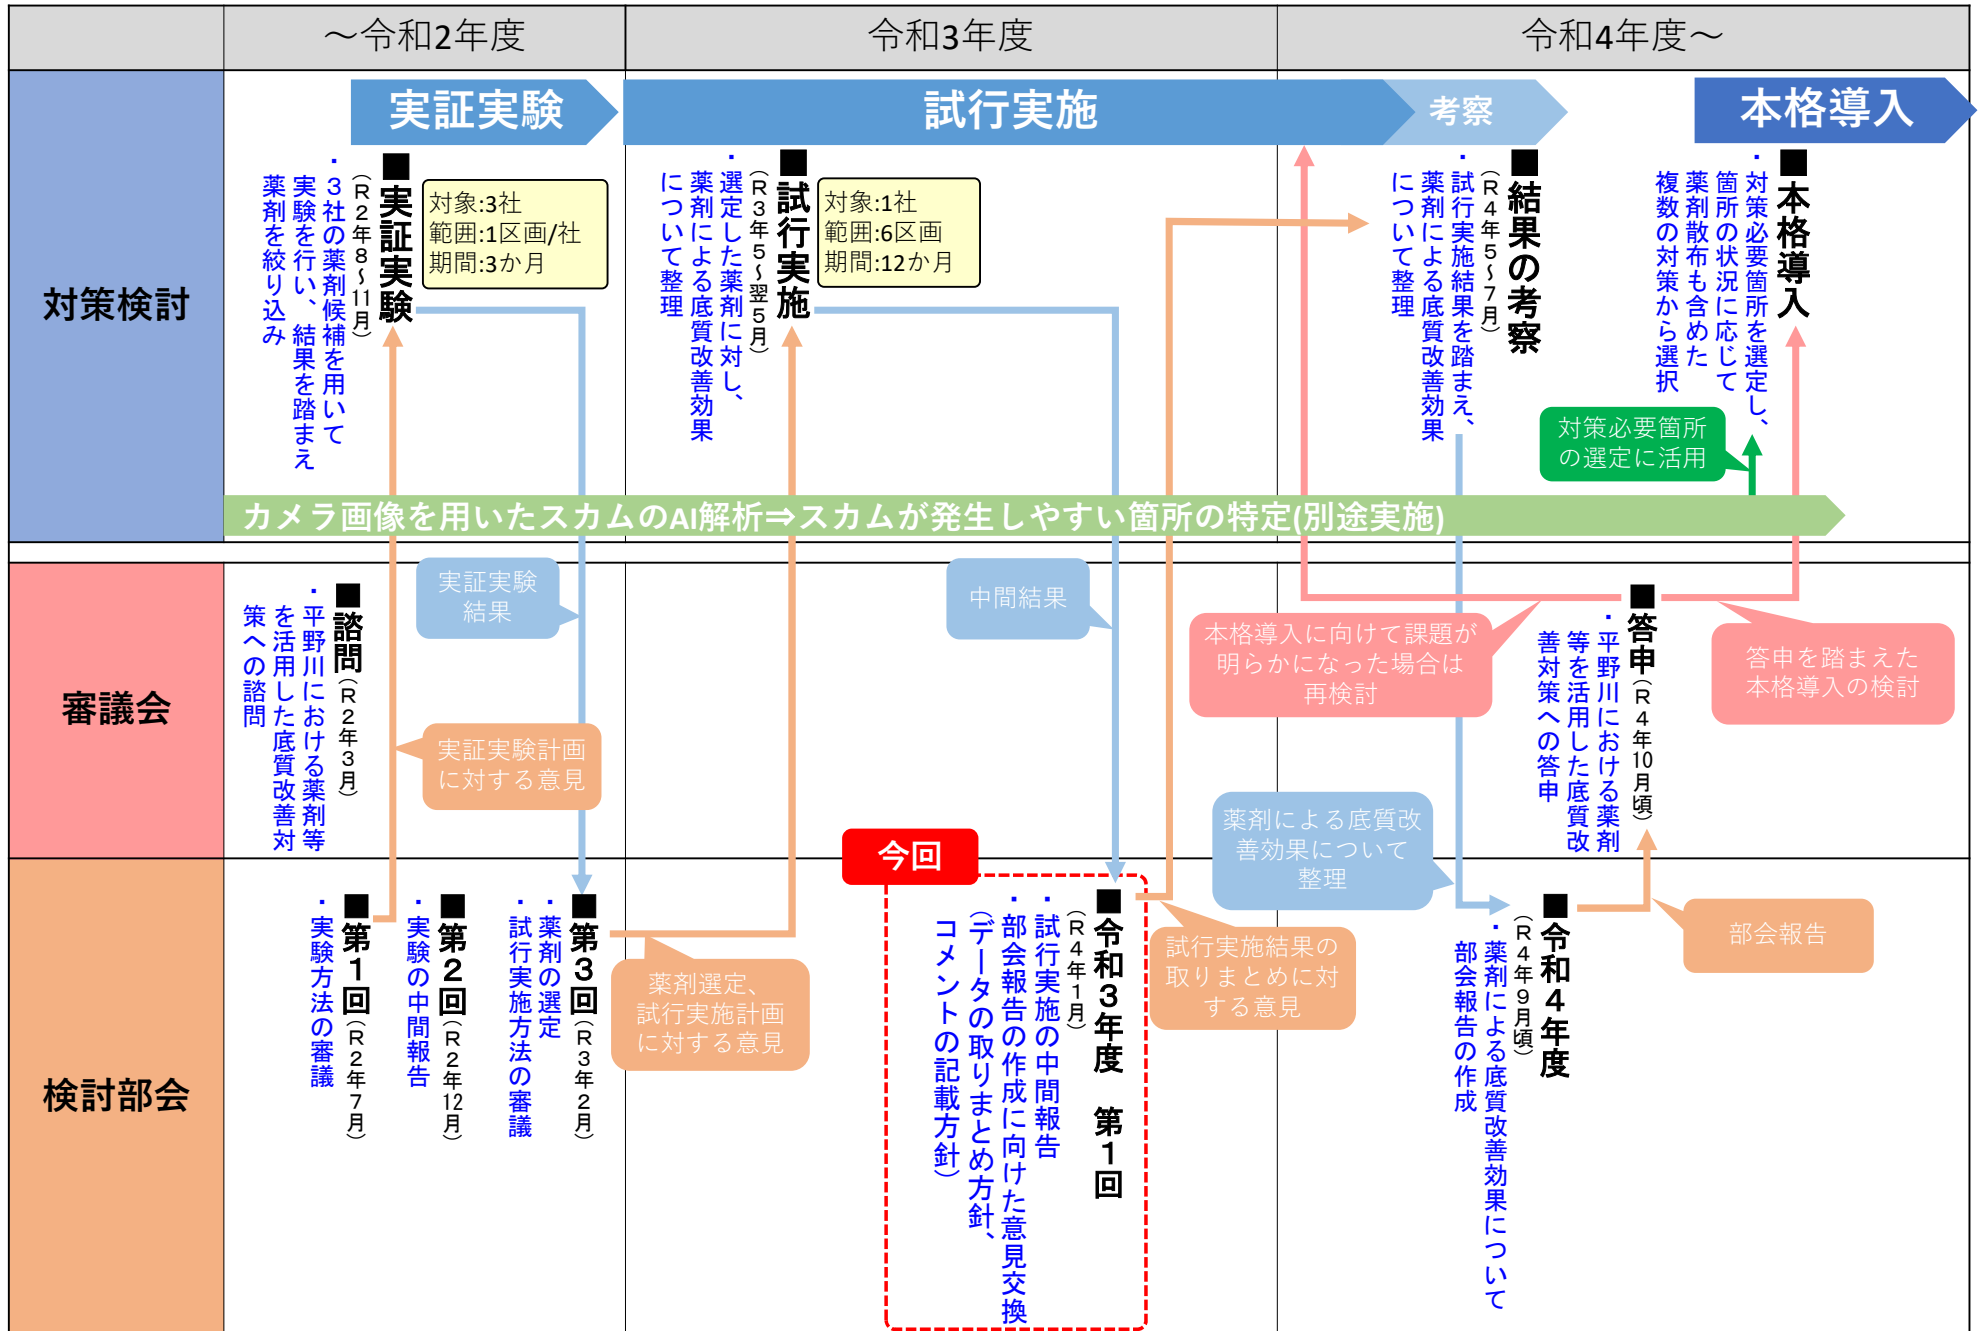 ～令和2年度
令和3年度
令和4年度～
対策検討
実証実験
試行実施
考察
本格導入
■実証実験
（R２年８～11月）
・３社の薬剤候補を用いて
実験を行い、結果を踏まえ
薬剤を絞り込み
対象:3社
範囲:1区画/社
期間:3か月
■試行実施
（R３年５～翌５月）
・選定した薬剤に対し、
薬剤による底質改善効果
について整理
対象:1社
範囲:6区画
期間:12か月
■結果の考察
（R４年５～７月）
・試行実施結果を踏まえ、
薬剤による底質改善効果
について整理
■本格導入
・対策必要箇所を選定し、
箇所の状況に応じて
薬剤散布も含めた
複数の対策から選択
対策必要箇所
の選定に活用
カメラ画像を用いたスカムのAI解析⇒スカムが発生しやすい箇所の特定(別途実施)
審議会
■諮問（R２年３月）
・平野川における薬剤等
を活用した底質改善対
策への諮問
実証実験
結果
実証実験計画
に対する意見
中間結果
本格導入に向けて課題が
明らかになった場合は
再検討
■答申（R４年10月頃）
・平野川における薬剤
等を活用した底質改
善対策への答申
答申を踏まえた
本格導入の検討
薬剤による底質改
善効果について
整理
検討部会
■第１回（R２年７月）
・実験方法の審議
■第２回（R２年12月）
・実験の中間報告
■第３回（R３年２月）
・薬剤の選定
・試行実施方法の審議
薬剤選定、
試行実施計画
に対する意見
今回
■令和３年度　第１回
（R４年１月）
・試行実施の中間報告
・部会報告の作成に向けた意見交換
（データの取りまとめ方針、
コメントの記載方針）
試行実施結果の
取りまとめに対
する意見
■令和４年度
（R４年９月頃）
・薬剤による底質改善効果について
部会報告の作成
部会報告